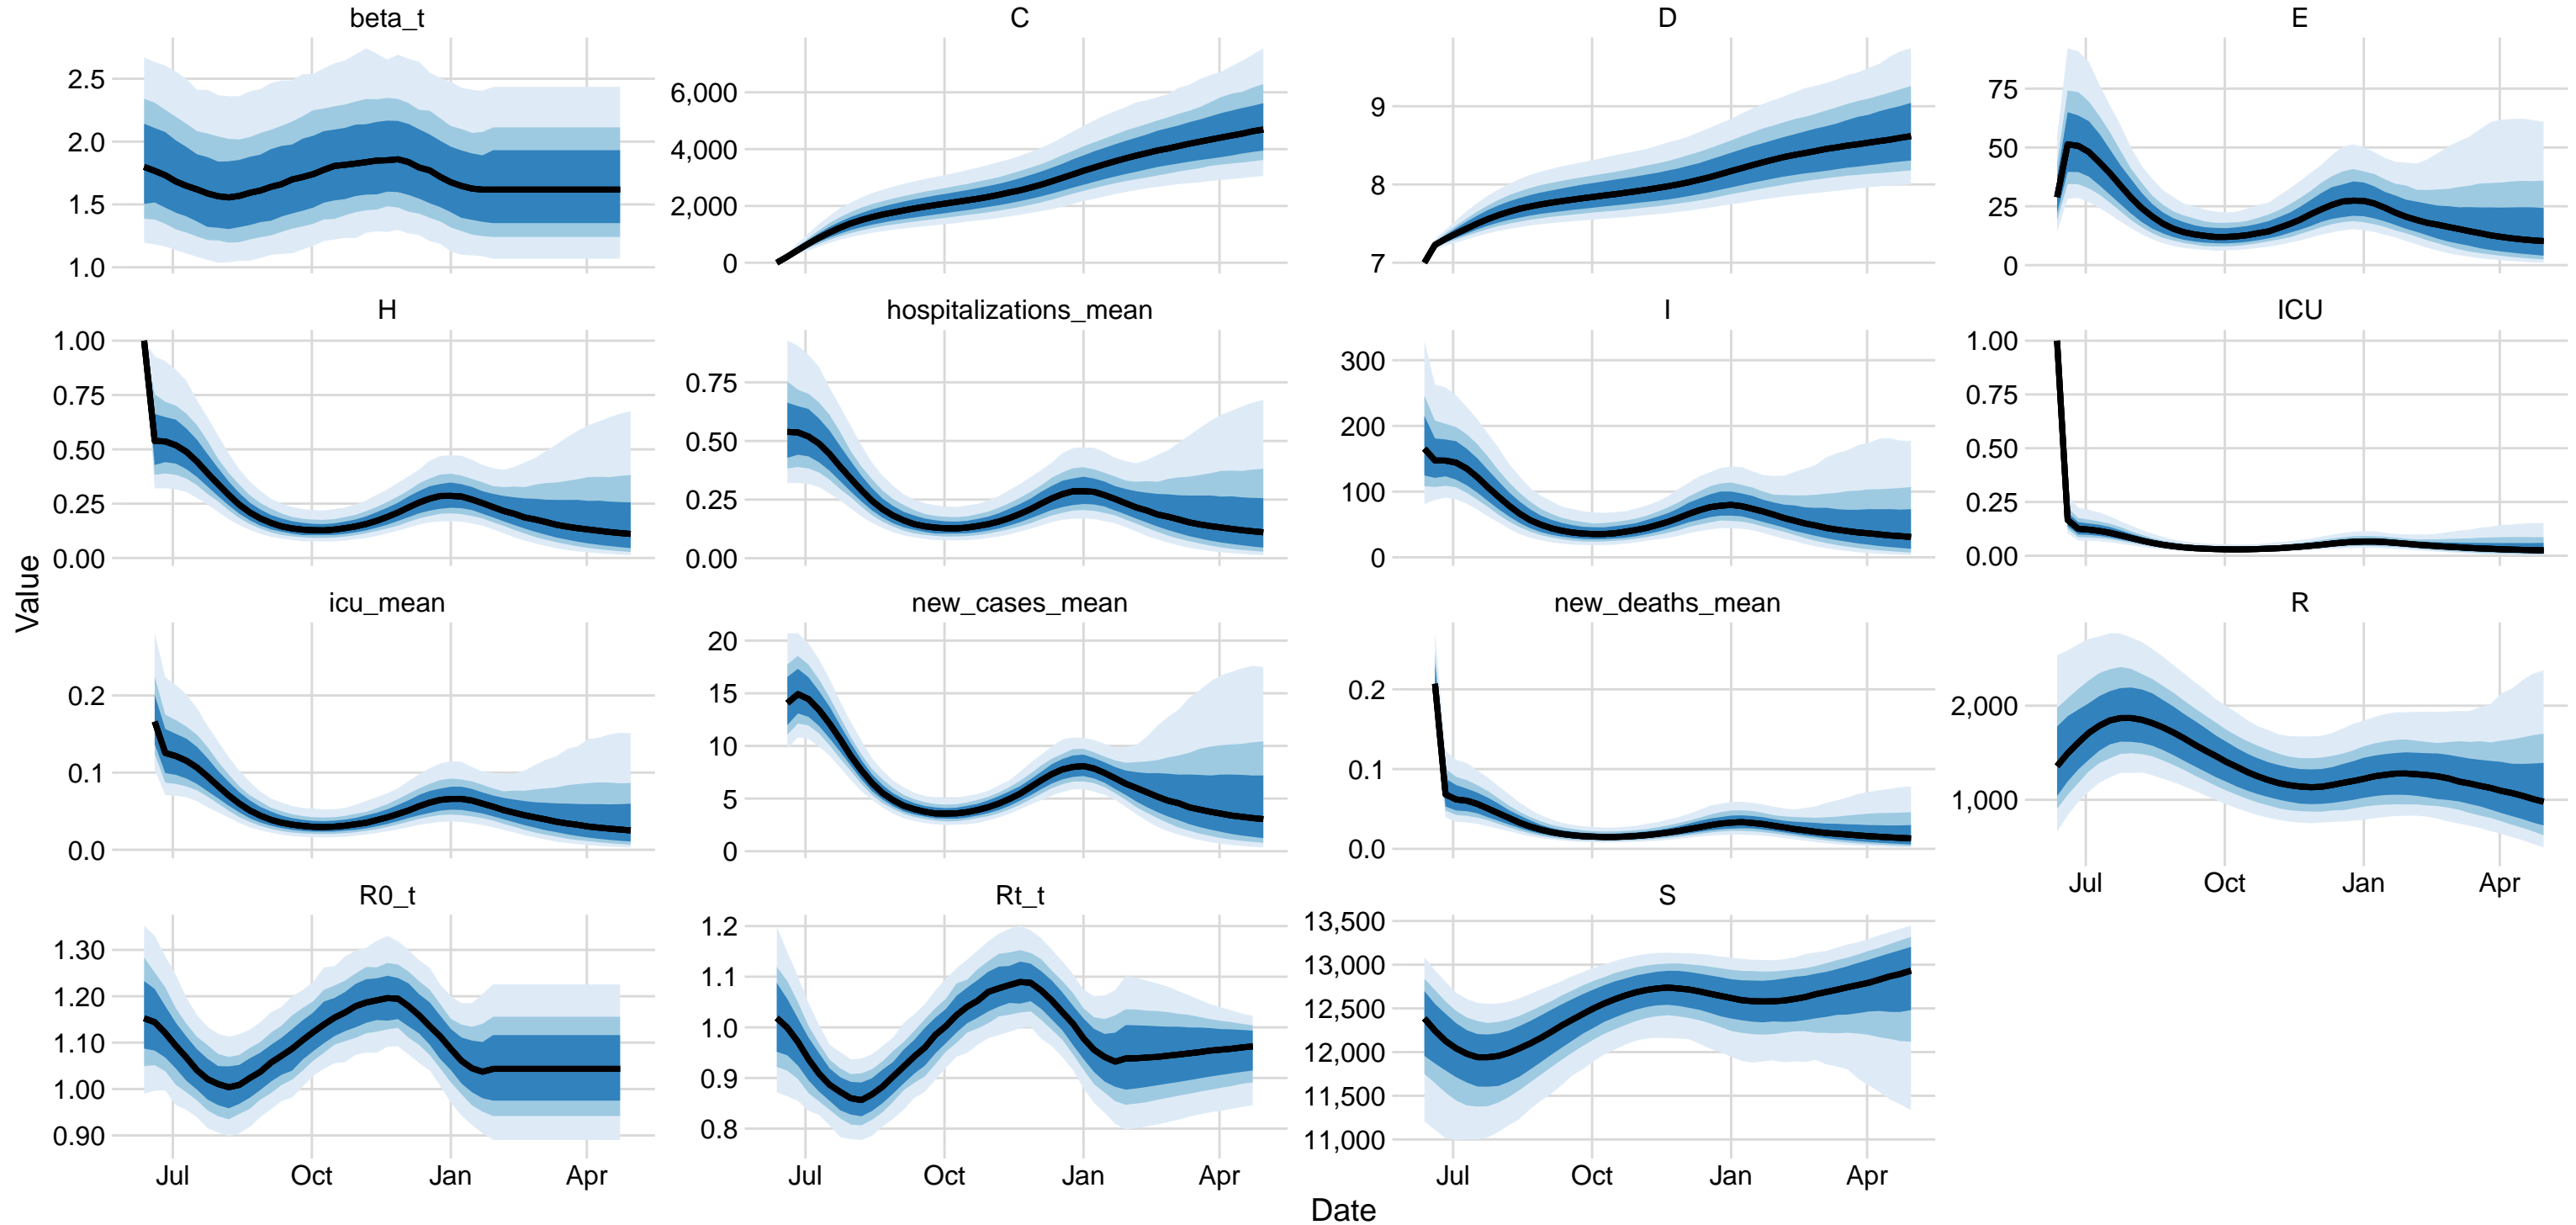 beta_t
2.5
2.0
1.5
1.0
C
6,000
4,000
2,000
0
D
9
8
7
E
75
50
25
0
H
1.00
0.75
0.50
0.25
0.00
hospitalizations_mean
0.75
0.50
0.25
0.00
I
300
200
100
0
ICU
1.00
0.75
0.50
0.25
0.00
Value
icu_mean
0.2
0.1
0.0
new_cases_mean
20
15
10
5
0
new_deaths_mean
0.2
0.1
0.0
R
2,000
1,000
Jul Oct Jan Apr
R0_t
1.30
1.20
1.10
1.00
0.90
Jul Oct Jan Apr
Rt_t
1.2
1.1
1.0
0.9
0.8
Jul Oct Jan Apr
S
13,500
13,000
12,500
12,000
11,500
11,000
Jul Oct Jan Apr
Date